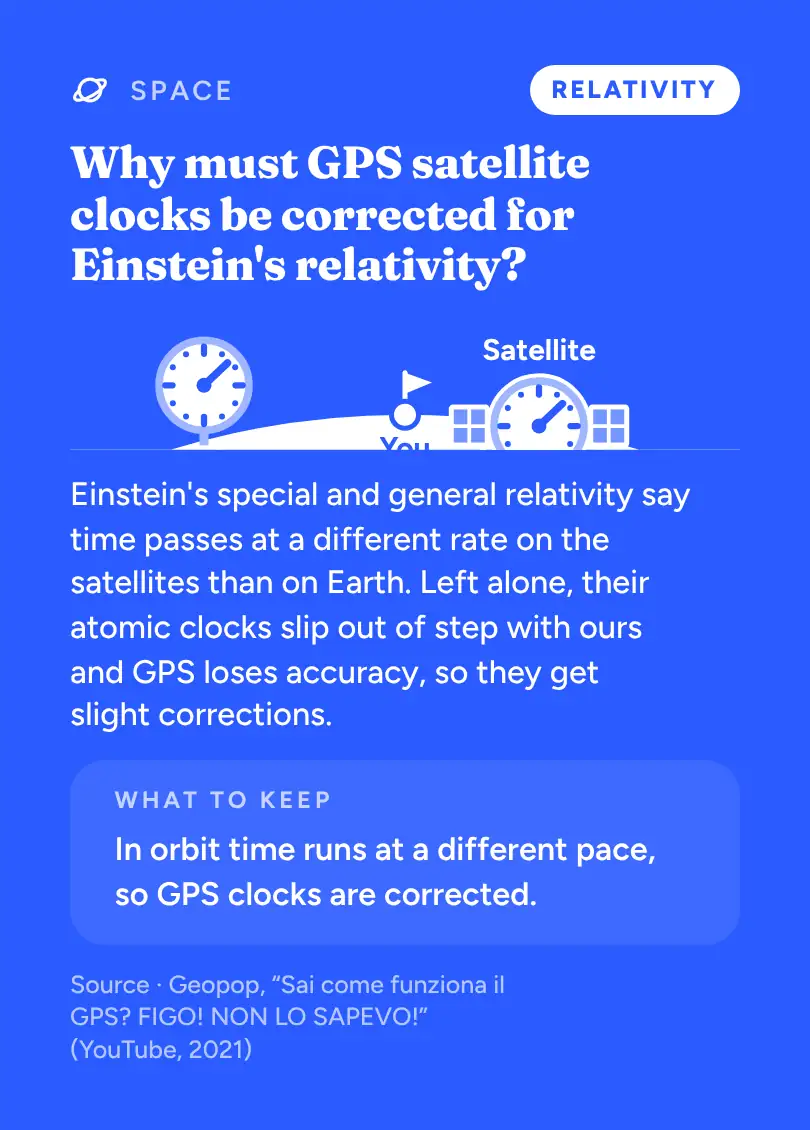 SPACE
RELATIVITY
Why must GPS satellite
clocks be corrected for
Einstein's relativity?
Satellite
You
Einstein's special and general relativity say
time passes at a different rate on the
satellites than on Earth. Left alone, their
atomic clocks slip out of step with ours
and GPS loses accuracy, so they get
slight corrections.
WHAT TO KEEP
In orbit time runs at a different pace,
so GPS clocks are corrected.
Source · Geopop, “Sai come funziona il
GPS? FIGO! NON LO SAPEVO!”
(YouTube, 2021)